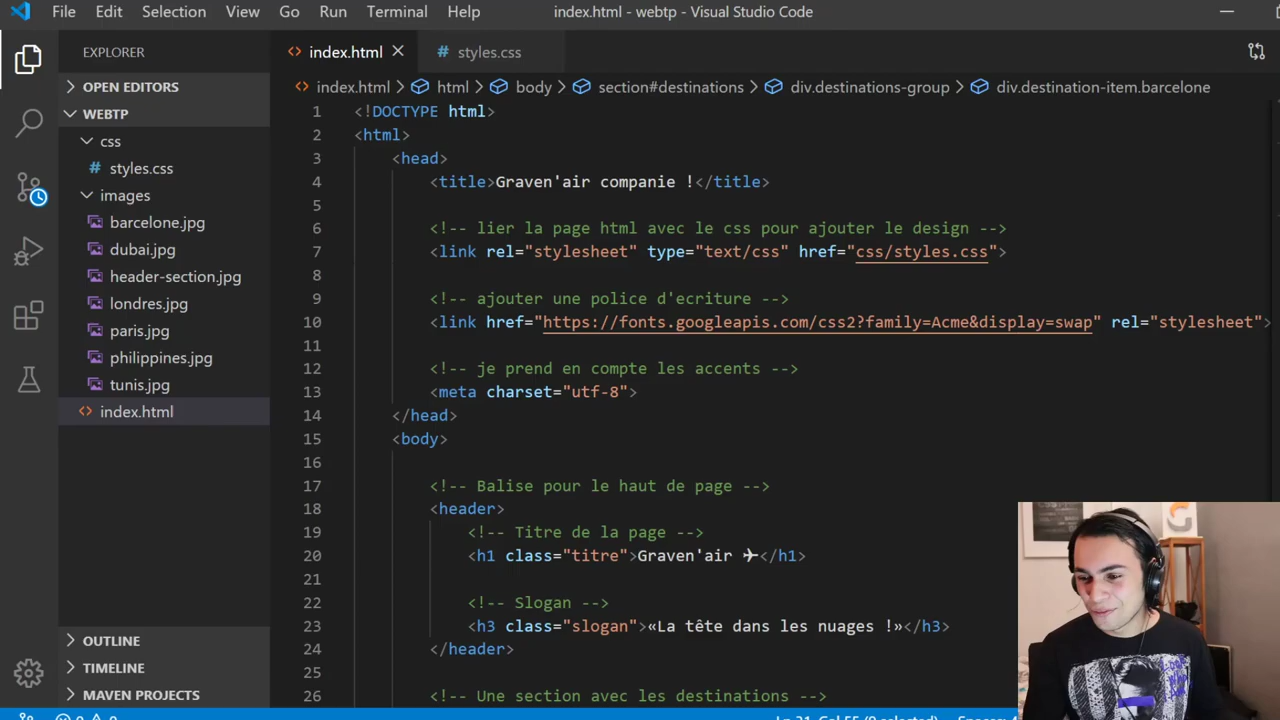 File Edit Selection View Go Run Terminal Help index.html - webtp - Visual Studio Code
EXPLORER
OPEN EDITORS
WEBTP
css
styles.css
images
barcelone.jpg
dubai.jpg
header-section.jpg
londres.jpg
paris.jpg
philippines.jpg
tunis.jpg
index.html
OUTLINE
TIMELINE
MAVEN PROJECTS
index.html styles.css
index.html > html > body > section#destinations > div.destinations-group > div.destination-item.barcelone
1 <!DOCTYPE html>
2 <html>
3 <head>
4 <title>Graven'air companie !</title>
5
6 <!-- lier la page html avec le css pour ajouter le design -->
7 <link rel="stylesheet" type="text/css" href="css/styles.css">
8
9 <!-- ajouter une police d'ecriture -->
10 <link href="https://fonts.googleapis.com/css2?family=Acme&display=swap" rel="stylesheet">
11
12 <!-- je prend en compte les accents -->
13 <meta charset="utf-8">
14 </head>
15 <body>
16
17 <!-- Balise pour le haut de page -->
18 <header>
19 <!-- Titre de la page -->
20 <h1 class="titre">Graven'air ✈</h1>
21
22 <!-- Slogan -->
23 <h3 class="slogan">«La tête dans les nuages !»</h3>
24 </header>
25
26 <!-- Une section avec les destinations -->